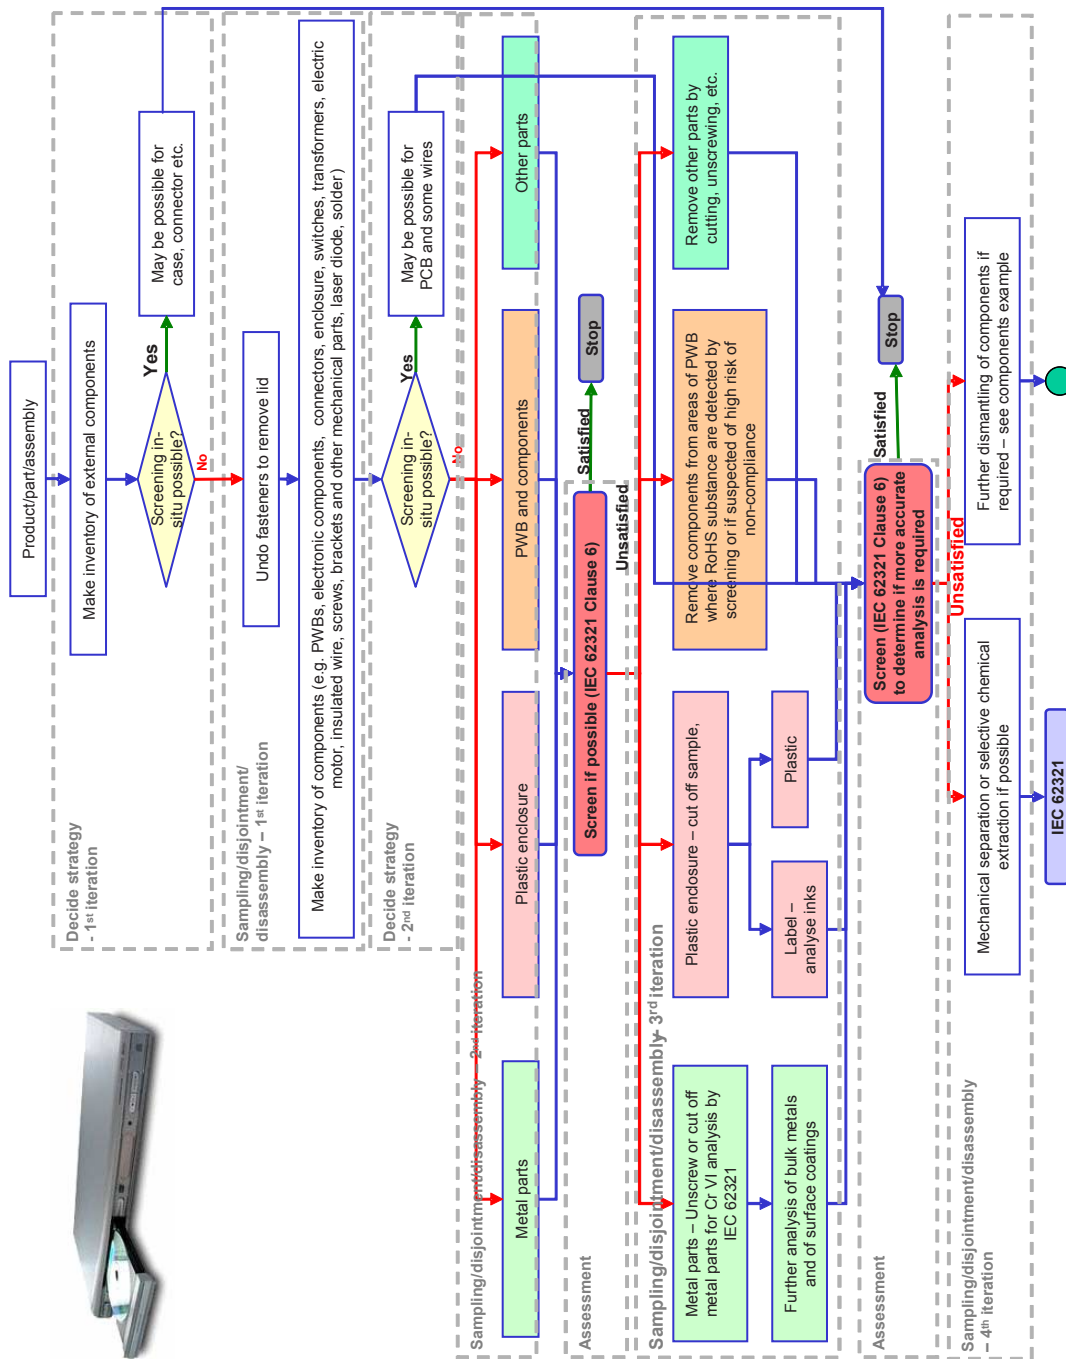 Product/part/assembly
Decide strategy
- 1st iteration
Make inventory of external components
Screening in-
situ possible?
Yes
No
May be possible for
case, connector etc.
Sampling/disjointment/
disassembly – 1st iteration
Undo fasteners to remove lid
Make inventory of components (e.g. PWBs, electronic components, connectors, enclosure, switches, transformers, electric
motor, insulated wire, screws, brackets and other mechanical parts, laser diode, solder)
Decide strategy
- 2nd iteration
Screening in-
situ possible?
Yes
No
May be possible for
PCB and some wires
Sampling/disjointment/disassembly – 2nd iteration
Metal parts
Plastic enclosure
PWB and components
Other parts
Assessment
Screen if possible (IEC 62321 Clause 6)
Satisfied
Stop
Unsatisfied
Sampling/disjointment/disassembly- 3rd iteration
Metal parts – Unscrew or cut off
metal parts for Cr VI analysis by
IEC 62321
Plastic enclosure – cut off sample,
Remove components from areas of PWB
where RoHS substance are detected by
screening or if suspected of high risk of
non-compliance
Remove other parts by
cutting, unscrewing, etc.
Further analysis of bulk metals
and of surface coatings
Label –
analyse inks
Plastic
Assessment
Screen (IEC 62321 Clause 6)
to determine if more accurate
analysis is required
Satisfied
Stop
Unsatisfied
Sampling/disjointment/disassembly
– 4th iteration
Mechanical separation or selective chemical
extraction if possible
Further dismantling of components if
required – see components example
IEC 62321